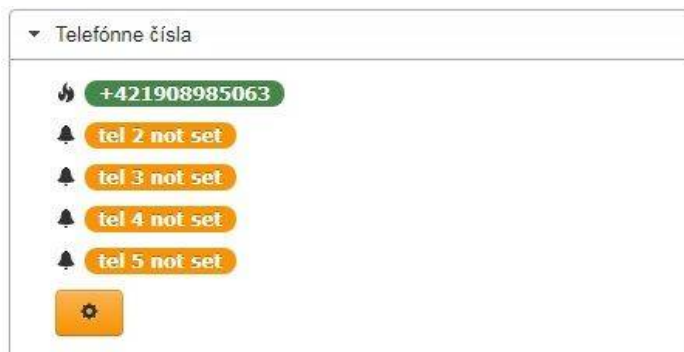 Telefónne čísla
+421908985063
tel 2 not set
tel 3 not set
tel 4 not set
tel 5 not set